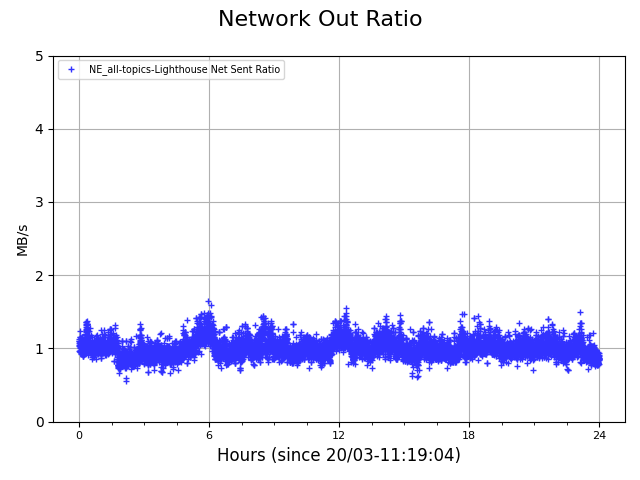 Network Out Ratio
NE_all-topics-Lighthouse Net Sent Ratio
MB/s
5
4
3
2
1
0
0 6 12 18 24
Hours (since 20/03-11:19:04)